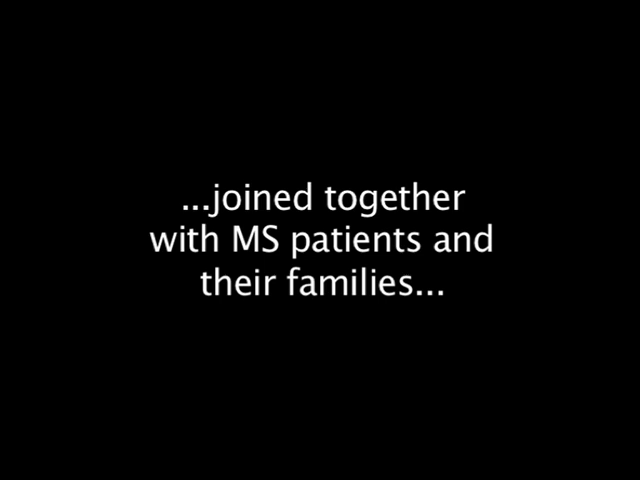 ...joined together
with MS patients and
their families...